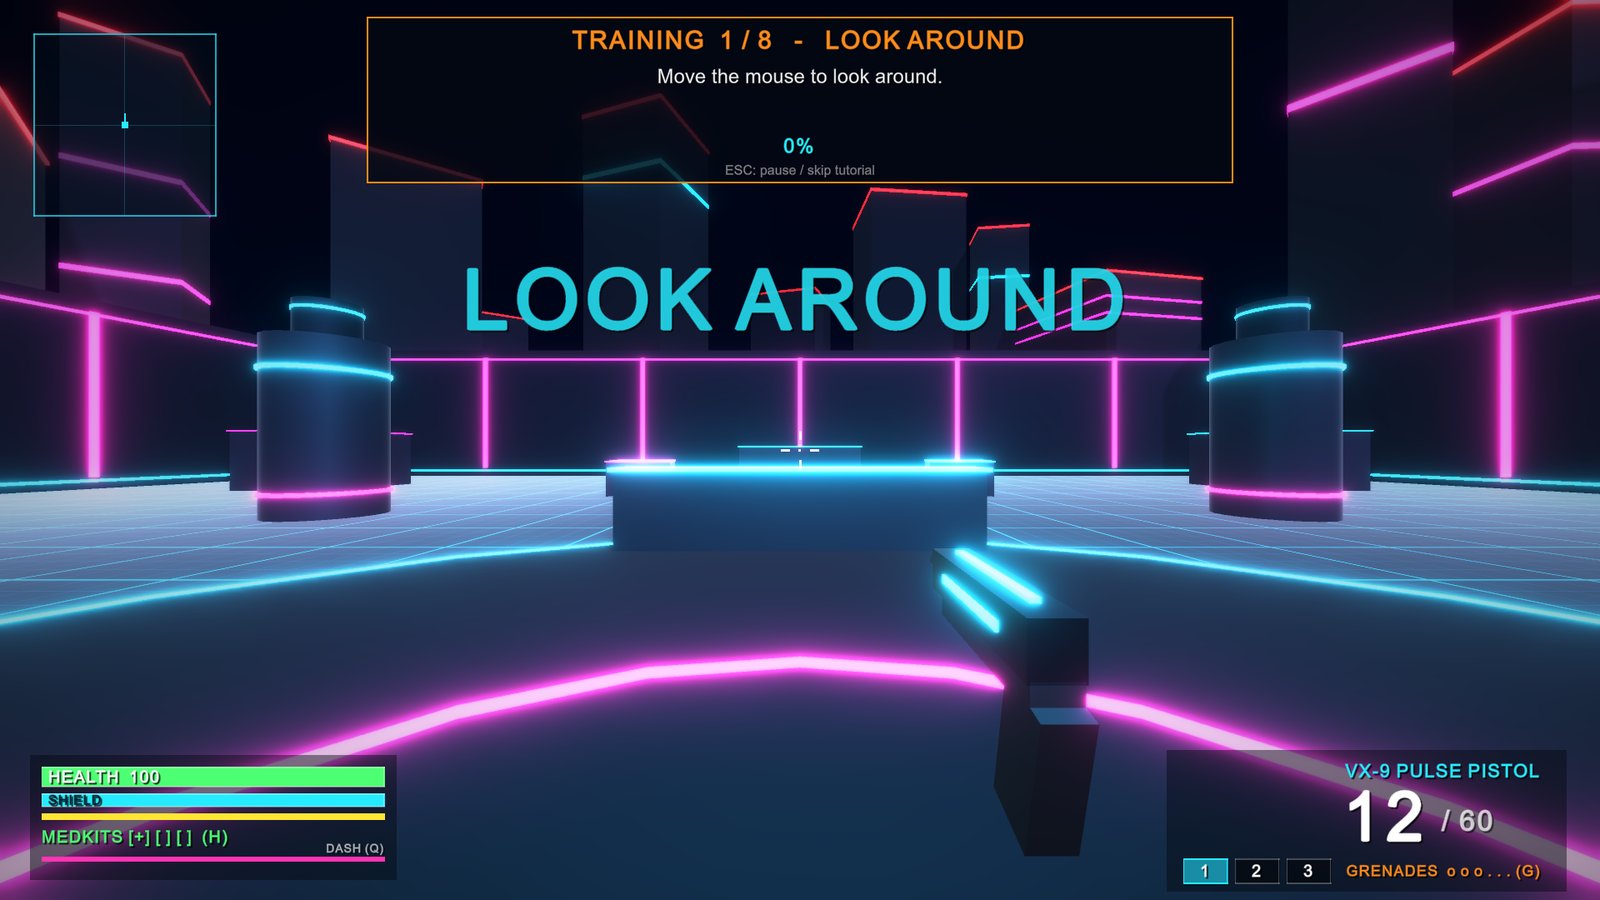 TRAINING 1 / 8 - LOOK AROUND
Move the mouse to look around.
0%
ESC: pause / skip tutorial
LOOK AROUND
HEALTH 100
SHIELD
MEDKITS [+] [ ] [ ] (H)
DASH (Q)
VX-9 PULSE PISTOL
12 / 60
1 2 3 GRENADES o o o . . . (G)